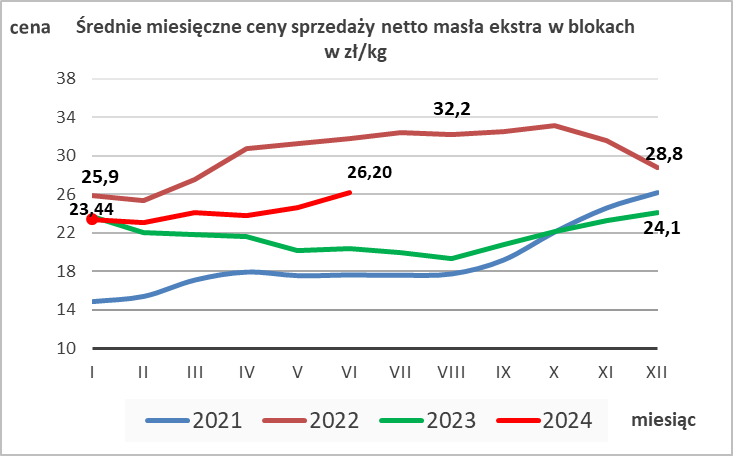 cena
Średnie miesięczne ceny sprzedaży netto masła ekstra w blokach
w zł/kg
38
34
30
26
22
18
14
10
25,9
23,44
26,20
32,2
28,8
24,1
I II III IV V VI VII VIII IX X XI XII
2021 2022 2023 2024
miesiąc